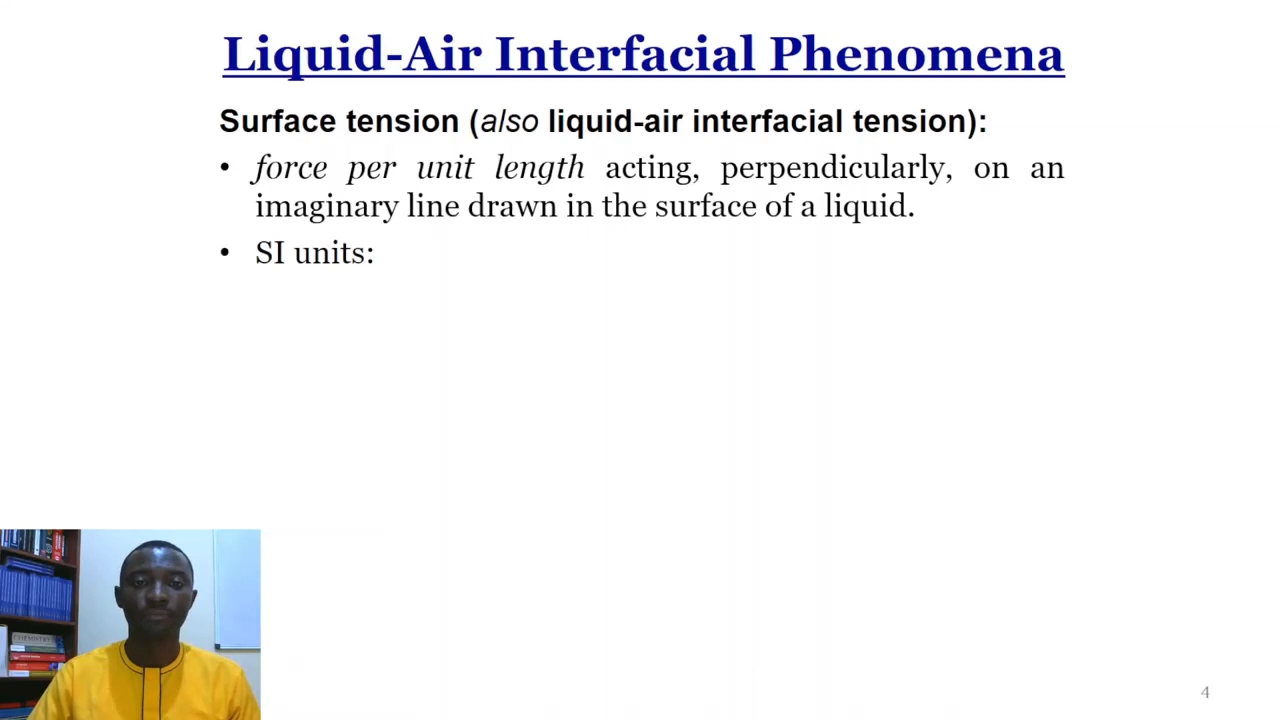 Liquid-Air Interfacial Phenomena
Surface tension (also liquid-air interfacial tension):
• force per unit length acting, perpendicularly, on an
imaginary line drawn in the surface of a liquid.
• SI units:
CHEMISTRY
4